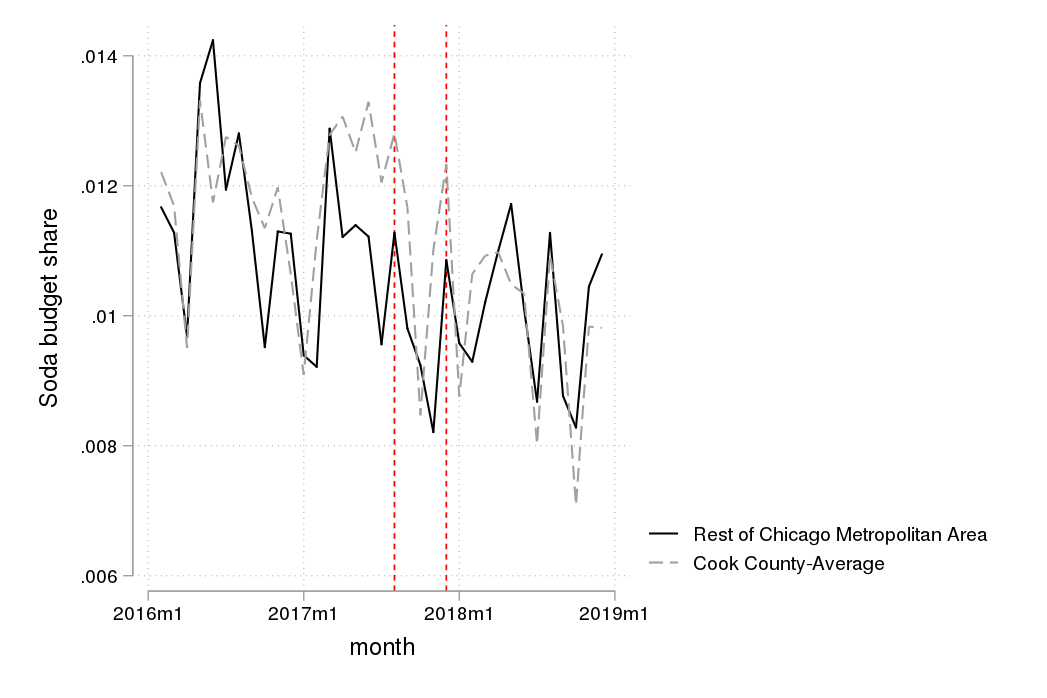 .014
.012
.01
.008
.006
Soda budget share
2016m1
2017m1
2018m1
2019m1
month
Rest of Chicago Metropolitan Area
Cook County-Average